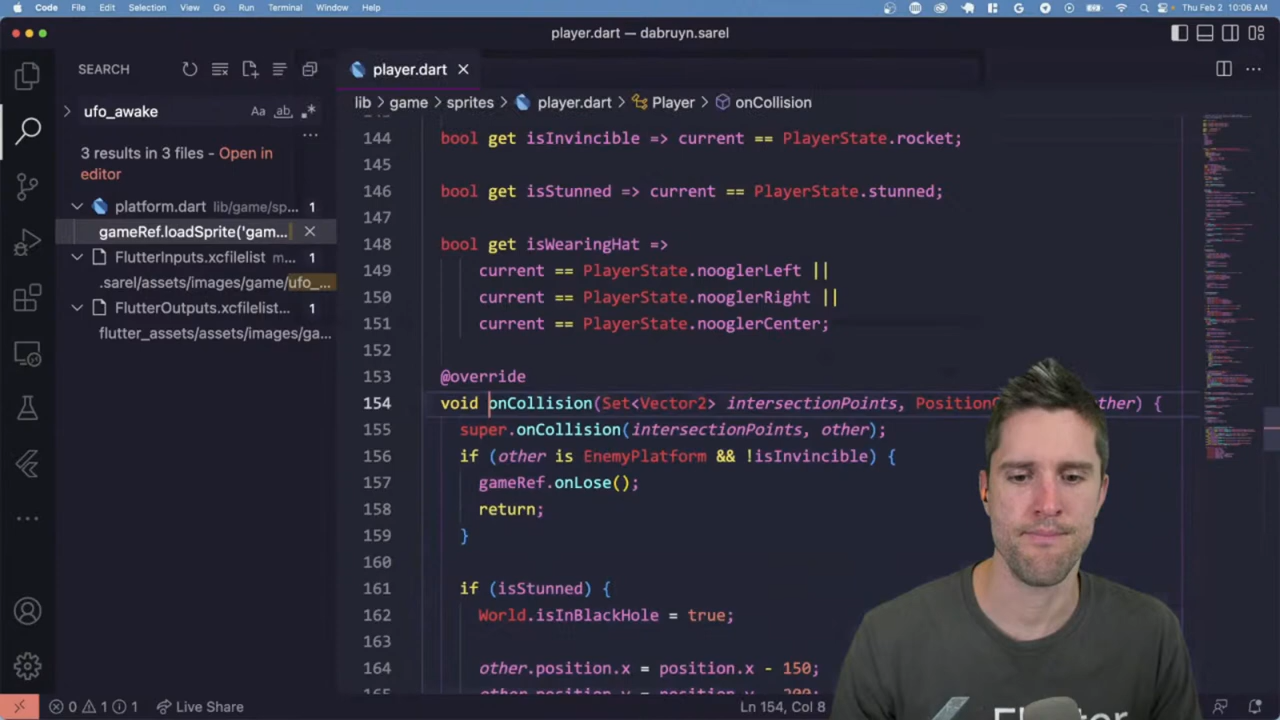 Code File Edit Selection View Go Run Terminal Window Help
Thu Feb 2 10:06 AM
player.dart — dabruyn.sarel
SEARCH
ufo_awake
Aa ab
3 results in 3 files - Open in
editor
platform.dart lib/game/sp... 1
gameRef.loadSprite('gam...
FlutterInputs.xcfilelist m... 1
.sarel/assets/images/game/ufo_...
FlutterOutputs.xcfilelist... 1
flutter_assets/assets/images/ga...
player.dart
lib > game > sprites > player.dart > Player > onCollision
144 bool get isInvincible => current == PlayerState.rocket;
145
146 bool get isStunned => current == PlayerState.stunned;
147
148 bool get isWearingHat =>
149 current == PlayerState.nooglerLeft ||
150 current == PlayerState.nooglerRight ||
151 current == PlayerState.nooglerCenter;
152
153 @override
154 void onCollision(Set<Vector2> intersectionPoints, other) {
155 super.onCollision(intersectionPoints, other);
156 if (other is EnemyPlatform && !isInvincible) {
157 gameRef.onLose();
158 return;
159 }
160
161 if (isStunned) {
162 World.isInBlackHole = true;
163
164 other.position.x = position.x - 150;
165
0 1 1 Live Share
Ln 154, Col 8